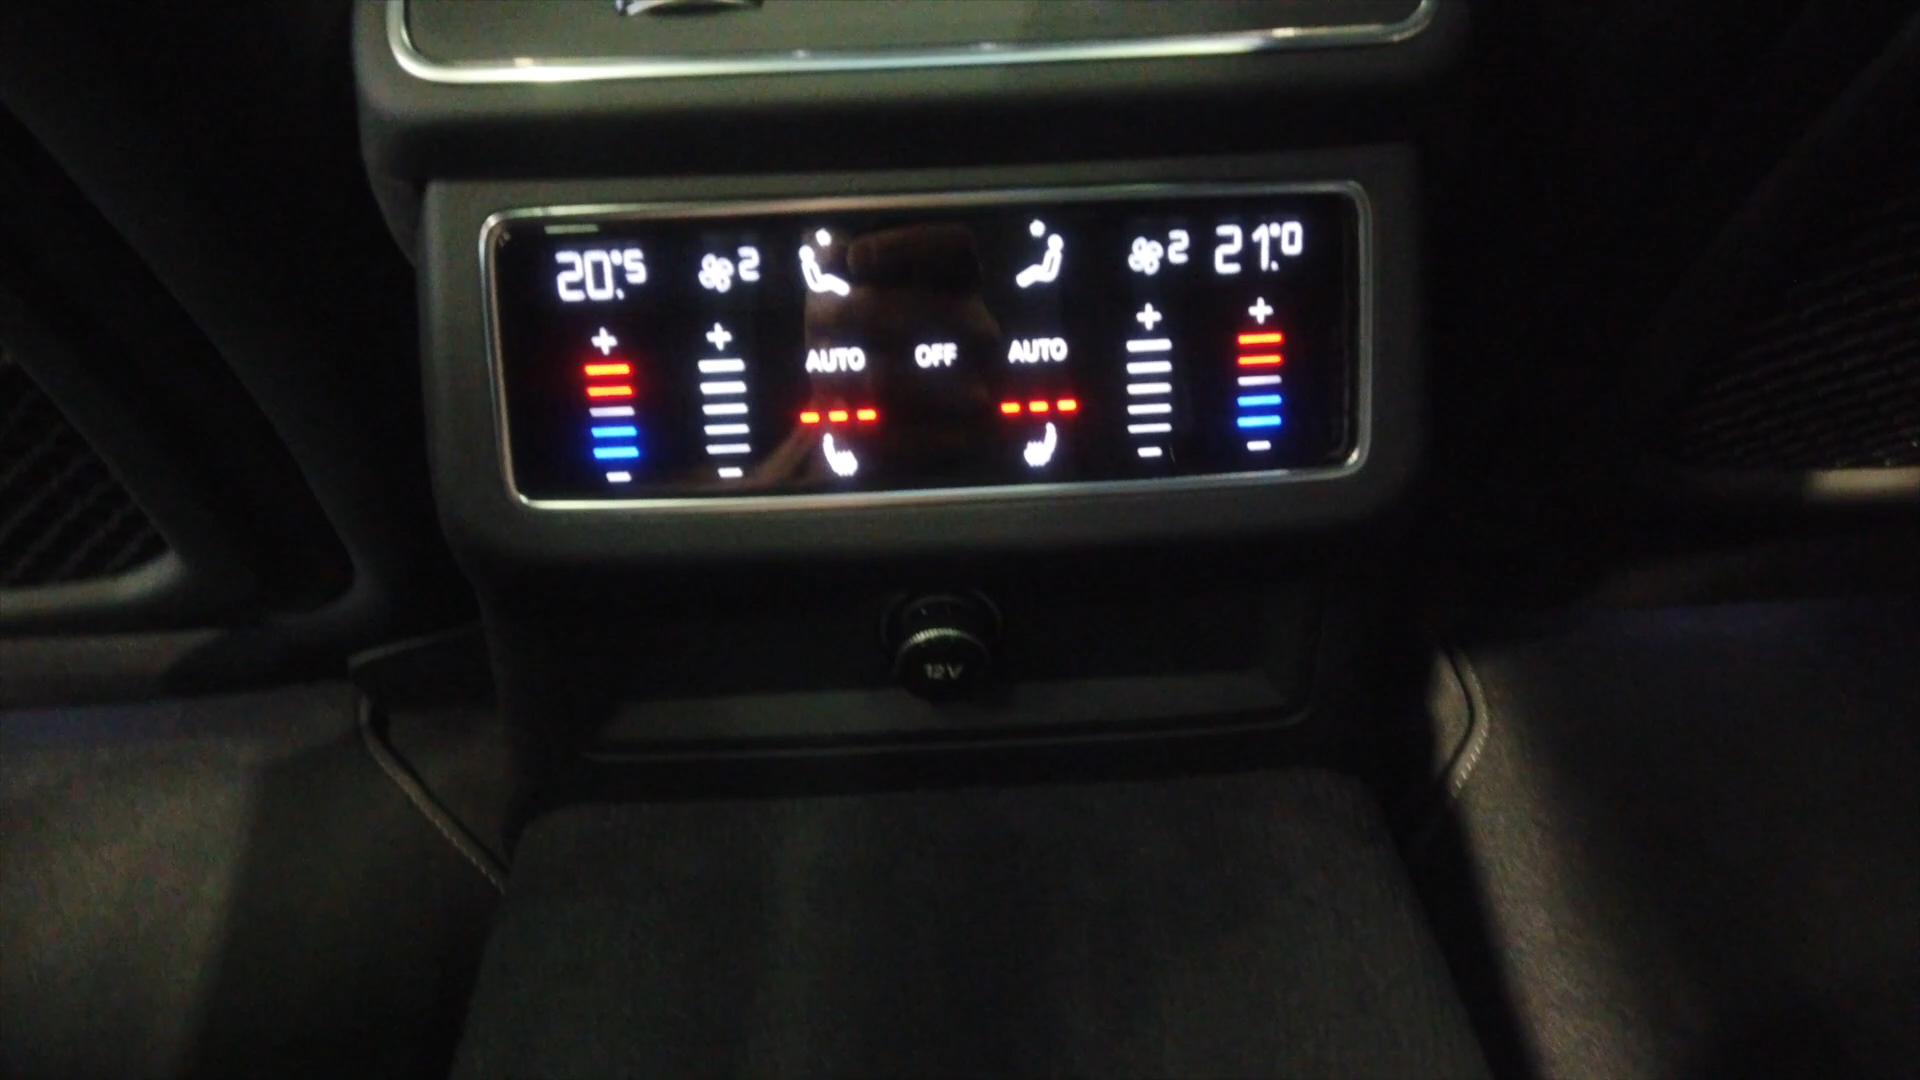 20.°5 2 2 21.°0
+ + + +
AUTO OFF AUTO
- - - -
12V